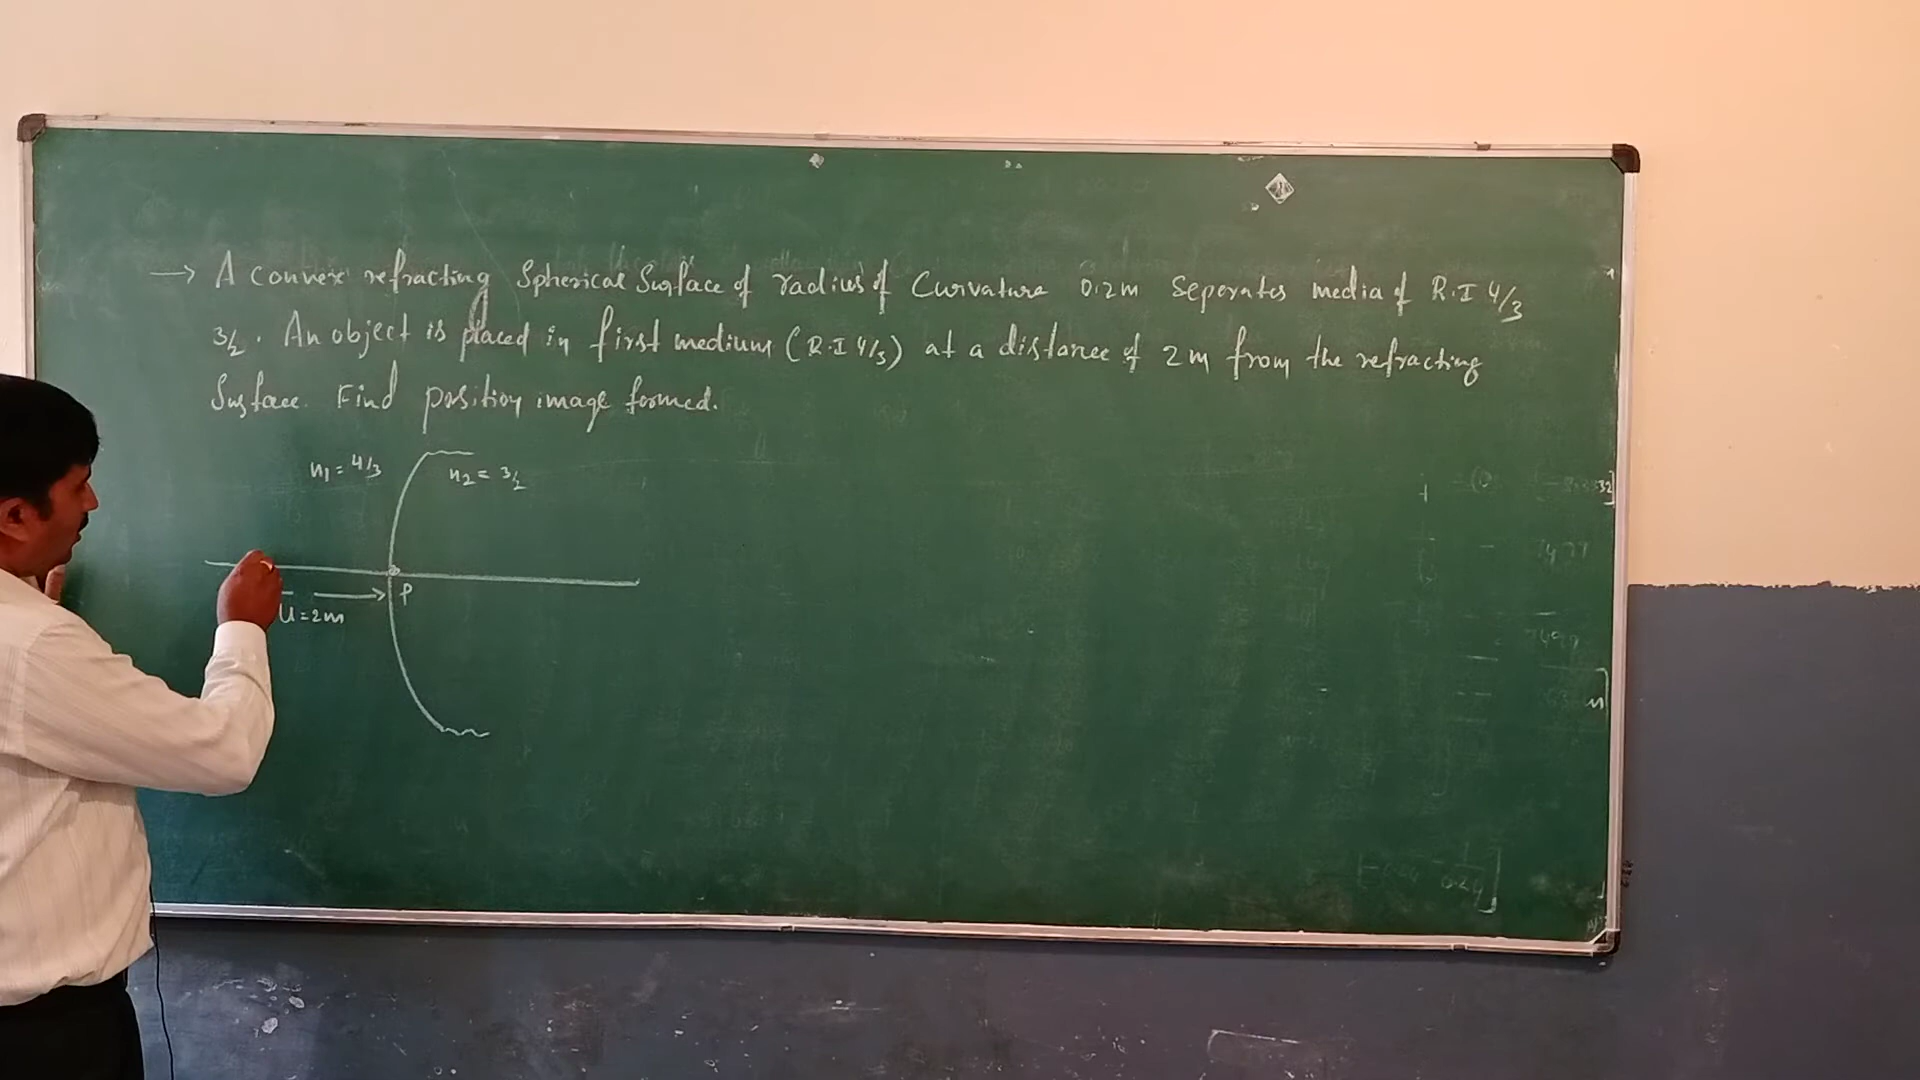 → A convex refracting Spherical Surface of radius of Curvature 0.2m Seperates media of R.I 4/3
3/2. An object is placed in first medium (R.I 4/3) at a distance of 2m from the refracting
Surface. Find position image formed.
n1 = 4/3
n2 = 3/2
P
U=2m